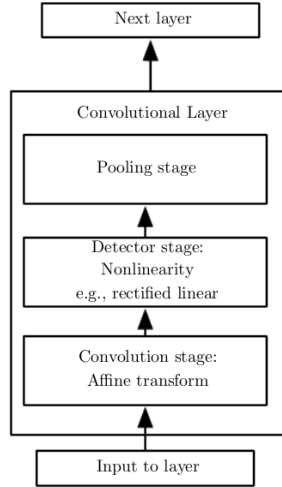 Next layer
Convolutional Layer
Pooling stage
Detector stage:
Nonlinearity
e.g., rectified linear
Convolution stage:
Affine transform
Input to layer